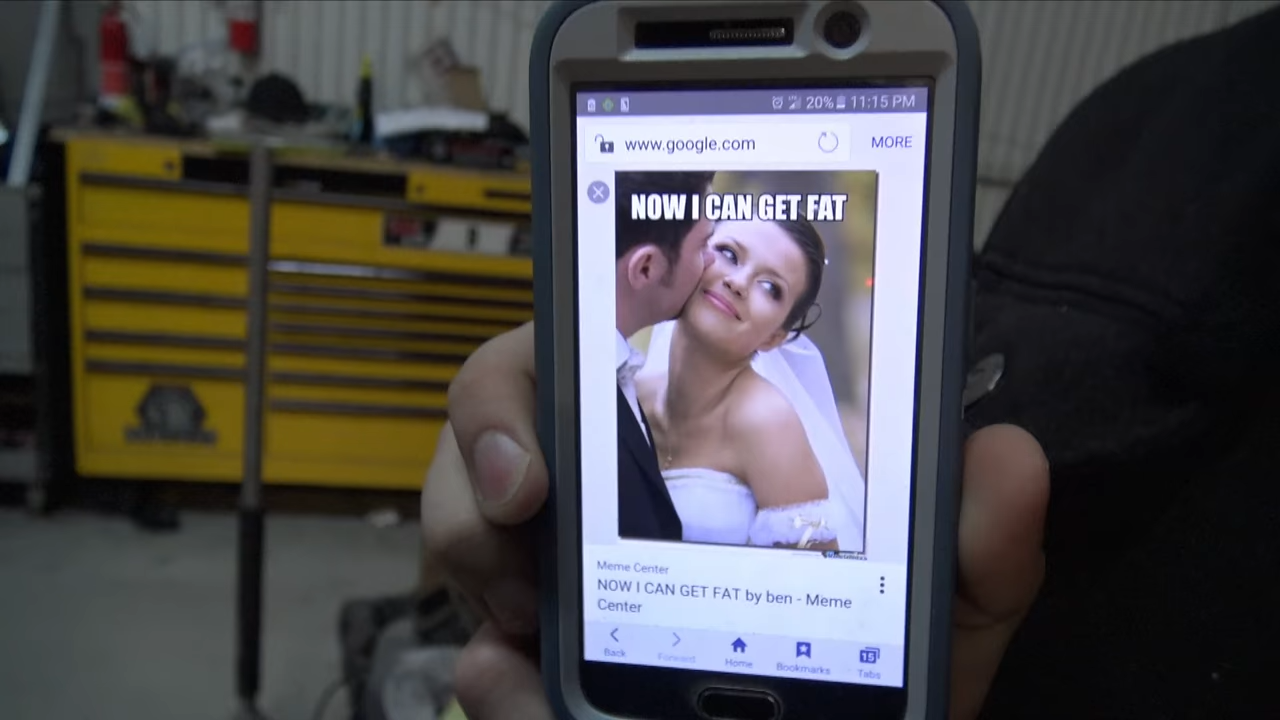 20% 11:15 PM
www.google.com
MORE
NOW I CAN GET FAT
Meme Center
NOW I CAN GET FAT by ben - Meme
Center
15
Back
Forward
Home
Bookmarks
Tabs